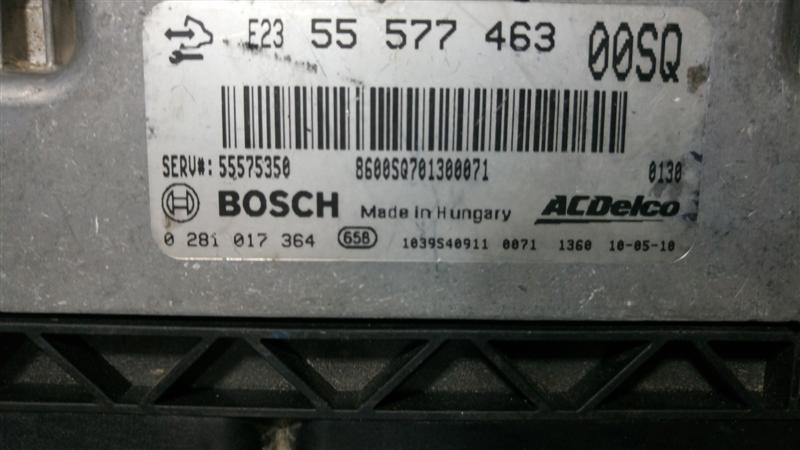 E23 55 577 463 00SQ
SERV#: 55575350 8600SQ701300071 0130
BOSCH Made in Hungary ACDelco
0 281 017 364 658 1039S40911 0071 1360 10-05-10